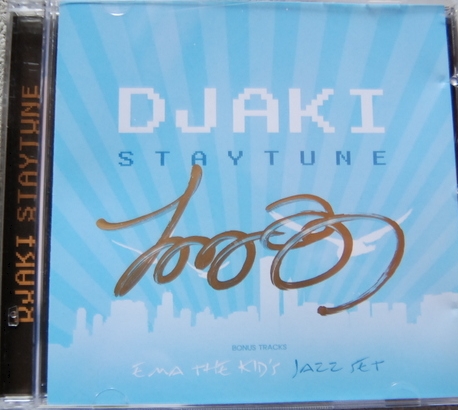 DJAKI
STAYTUNE
BONUS TRACKS
EMA THE KID'S JAZZ SET
DJAKI STAYTUNE